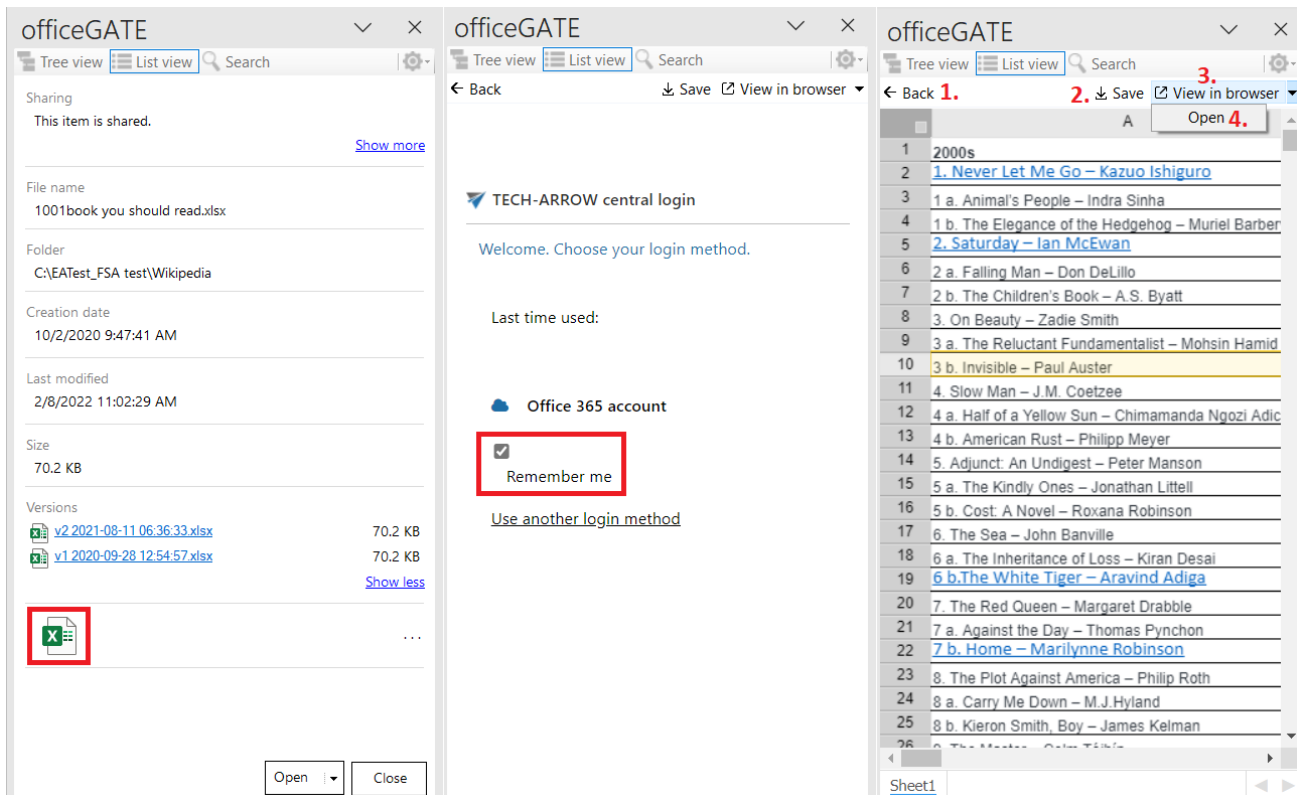 officeGATE
Tree view List view Search
Sharing
This item is shared.
Show more
File name
1001book you should read.xlsx
Folder
C:\EATest_FSA test\Wikipedia
Creation date
10/2/2020 9:47:41 AM
Last modified
2/8/2022 11:02:29 AM
Size
70.2 KB
Versions
v2 2021-08-11 06:36:33.xlsx 70.2 KB
v1 2020-09-28 12:54:57.xlsx 70.2 KB
Show less
...
Open Close
officeGATE
Tree view List view Search
Back Save View in browser
TECH-ARROW central login
Welcome. Choose your login method.
Last time used:
Office 365 account
Remember me
Use another login method
officeGATE
Tree view List view Search
3.
Back 1. 2. Save View in browser
Open 4.
A
1 2000s
2 1. Never Let Me Go – Kazuo Ishiguro
3 1 a. Animal's People – Indra Sinha
4 1 b. The Elegance of the Hedgehog – Muriel Barber
5 2. Saturday – Ian McEwan
6 2 a. Falling Man – Don DeLillo
7 2 b. The Children's Book – A.S. Byatt
8 3. On Beauty – Zadie Smith
9 3 a. The Reluctant Fundamentalist – Mohsin Hamid
10 3 b. Invisible – Paul Auster
11 4. Slow Man – J.M. Coetzee
12 4 a. Half of a Yellow Sun – Chimamanda Ngozi Adic
13 4 b. American Rust – Philipp Meyer
14 5. Adjunct: An Undigest – Peter Manson
15 5 a. The Kindly Ones – Jonathan Littell
16 5 b. Cost: A Novel – Roxana Robinson
17 6. The Sea – John Banville
18 6 a. The Inheritance of Loss – Kiran Desai
19 6 b.The White Tiger – Aravind Adiga
20 7. The Red Queen – Margaret Drabble
21 7 a. Against the Day – Thomas Pynchon
22 7 b. Home – Marilynne Robinson
23 8. The Plot Against America – Philip Roth
24 8 a. Carry Me Down – M.J.Hyland
25 8 b. Kieron Smith, Boy – James Kelman
26
Sheet1